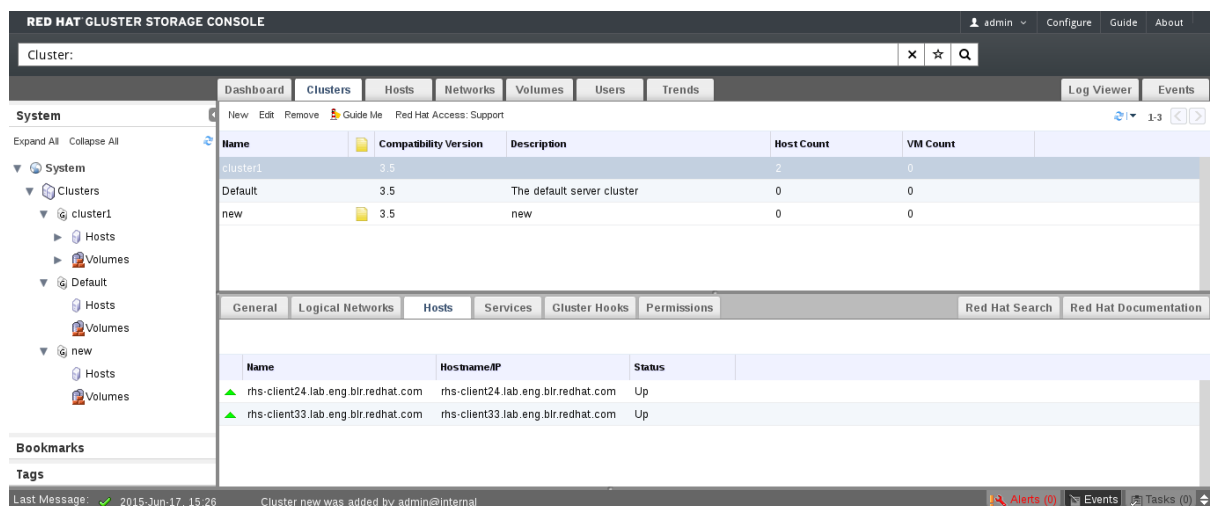 RED HAT GLUSTER STORAGE CONSOLE
admin Configure Guide About
Cluster:
Dashboard Clusters Hosts Networks Volumes Users Trends Log Viewer Events
System
New Edit Remove Guide Me Red Hat Access: Support 1-3
Expand All Collapse All
Name Compatibility Version Description Host Count VM Count
System
cluster1 3.5 2 0
Clusters
Default 3.5 The default server cluster 0 0
cluster1
new 3.5 new 0 0
Hosts
Volumes
Default
Hosts
General Logical Networks Hosts Services Gluster Hooks Permissions Red Hat Search Red Hat Documentation
Volumes
new
Name Hostname/IP Status
Hosts
rhs-client24.lab.eng.blr.redhat.com rhs-client24.lab.eng.blr.redhat.com Up
Volumes
rhs-client33.lab.eng.blr.redhat.com rhs-client33.lab.eng.blr.redhat.com Up
Bookmarks
Tags
Last Message: 2015-Jun-17, 15:26 Cluster new was added by admin@internal Alerts (0) Events Tasks (0)